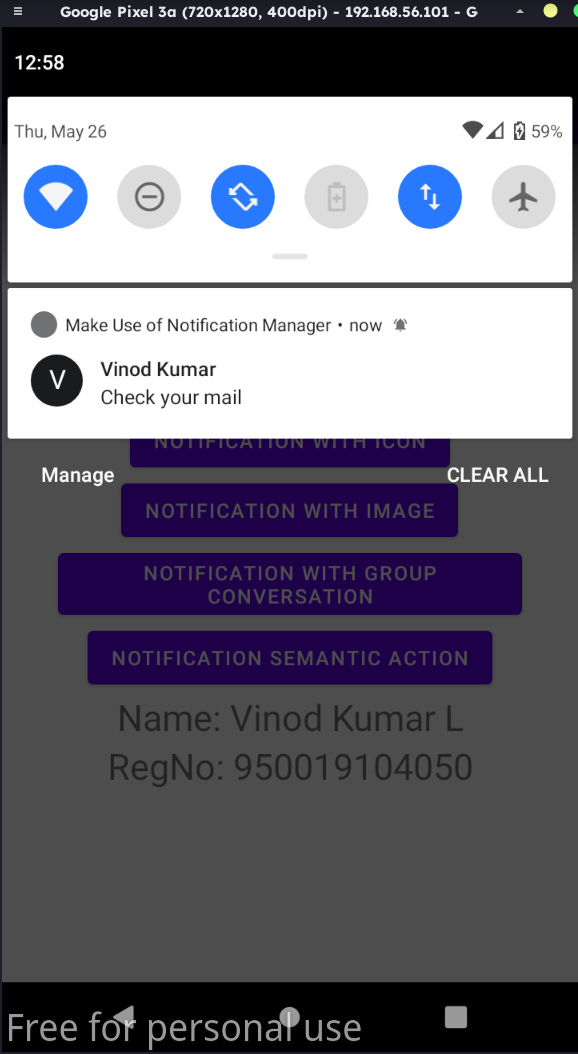 Google Pixel 3a (720x1280, 400dpi) - 192.168.56.101 - G
12:58
Thu, May 26
59%
Make Use of Notification Manager • now
V
Vinod Kumar
Check your mail
NOTIFICATION WITH ICON
Manage
CLEAR ALL
NOTIFICATION WITH IMAGE
NOTIFICATION WITH GROUP
CONVERSATION
NOTIFICATION SEMANTIC ACTION
Name: Vinod Kumar L
RegNo: 950019104050
Free for personal use